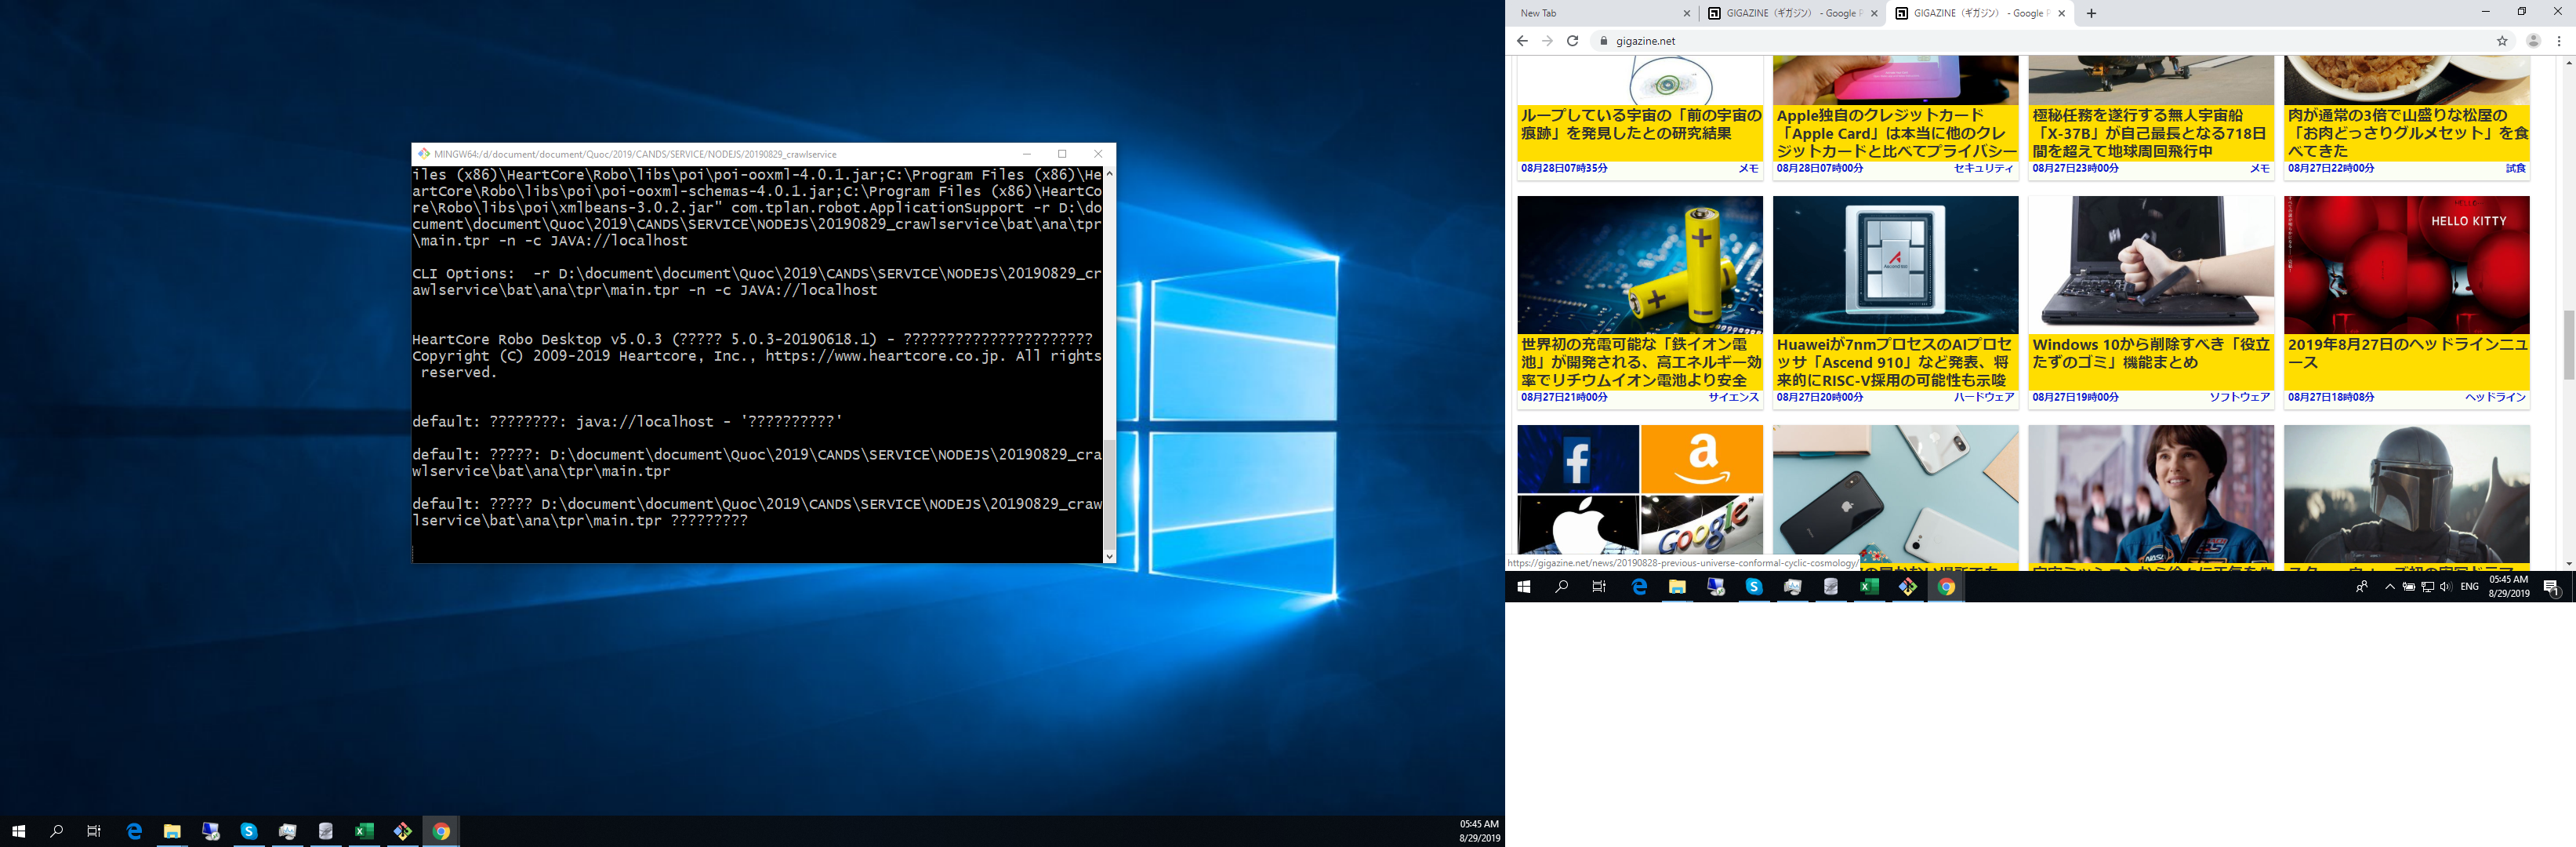 MINGW64:/d/document/document/Quoc/2019/CANDS/SERVICE/NODEJS/20190829_crawlservice
iles (x86)\HeartCore\Robo\libs\poi\poi-ooxml-4.0.1.jar;C:\Program Files (x86)\He
artCore\Robo\libs\poi\poi-ooxml-schemas-4.0.1.jar;C:\Program Files (x86)\HeartCo
re\Robo\libs\poi\xmlbeans-3.0.2.jar" com.tplan.robot.ApplicationSupport -r D:\do
cument\document\Quoc\2019\CANDS\SERVICE\NODEJS\20190829_crawlservice\bat\ana\tpr
\main.tpr -n -c JAVA://localhost
CLI Options:  -r D:\document\document\Quoc\2019\CANDS\SERVICE\NODEJS\20190829_cr
awlservice\bat\ana\tpr\main.tpr -n -c JAVA://localhost
HeartCore Robo Desktop v5.0.3 (????? 5.0.3-20190618.1) - ??????????????????????
Copyright (C) 2009-2019 Heartcore, Inc., https://www.heartcore.co.jp. All rights
 reserved.
default: ????????: java://localhost - '??????????'
default: ?????: D:\document\document\Quoc\2019\CANDS\SERVICE\NODEJS\20190829_cra
wlservice\bat\ana\tpr\main.tpr
default: ????? D:\document\document\Quoc\2019\CANDS\SERVICE\NODEJS\20190829_craw
lservice\bat\ana\tpr\main.tpr ?????????
05:45 AM
8/29/2019
New Tab
GIGAZINE（ギガジン） - Google P
GIGAZINE（ギガジン） - Google P
gigazine.net
ループしている宇宙の「前の宇宙の
痕跡」を発見したとの研究結果
08月28日07時35分 メモ
Apple独自のクレジットカード
「Apple Card」は本当に他のクレ
ジットカードと比べてプライバシー
08月28日07時00分 セキュリティ
極秘任務を遂行する無人宇宙船
「X-37B」が自己最長となる718日
間を超えて地球周回飛行中
08月27日23時00分 メモ
肉が通常の3倍で山盛りな松屋の
「お肉どっさりグルメセット」を食
べてきた
08月27日22時00分 試食
世界初の充電可能な「鉄イオン電
池」が開発される、高エネルギー効
率でリチウムイオン電池より安全
08月27日21時00分 サイエンス
Ascend 910
Huaweiが7nmプロセスのAIプロセ
ッサ「Ascend 910」など発表、将
来的にRISC-V採用の可能性も示唆
08月27日20時00分 ハードウェア
Windows 10から削除すべき「役立
たずのゴミ」機能まとめ
08月27日19時00分 ソフトウェア
HELLO KITTY
2019年8月27日のヘッドラインニュ
ース
08月27日18時08分 ヘッドライン
f
a
Google
NASA
https://gigazine.net/news/20190828-previous-universe-conformal-cyclic-cosmology/
ENG
05:45 AM
8/29/2019
1